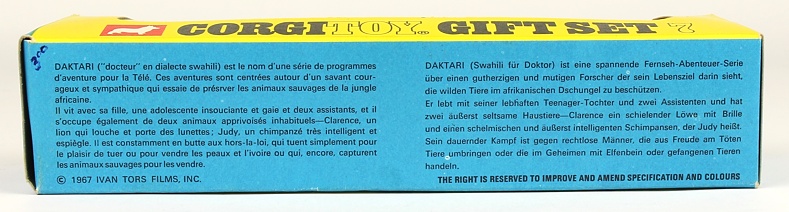 CORGI TOYS GIFT SET 7
300
DAKTARI ("docteur" en dialecte swahili) est le nom d'une série de programmes
d'aventure pour la Télé. Ces aventures sont centrées autour d'un savant cour-
ageux et sympathique qui essaie de présrver les animaux sauvages de la jungle
africaine.
Il vit avec sa fille, une adolescente insouciante et gaie et deux assistants, et il
s'occupe également de deux animaux apprivoisés inhabituels—Clarence, un
lion qui louche et porte des lunettes; Judy, un chimpanzé très intelligent et
espiègle. Il est constamment en butte aux hors-la-loi, qui tuent simplement pour
le plaisir de tuer ou pour vendre les peaux et l'ivoire ou qui, encore, capturent
les animaux sauvages pour les vendre.
© 1967 IVAN TORS FILMS, INC.
DAKTARI (Swahili für Doktor) ist eine spannende Fernseh-Abenteuer-Serie
über einen gutherzigen und mutigen Forscher der sein Lebensziel darin sieht,
die wilden Tiere im afrikanischen Dschungel zu beschützen.
Er lebt mit seiner lebhaften Teenager-Tochter und zwei Assistenten und hat
zwei äußerst seltsame Haustiere—Clarence ein schielender Löwe mit Brille
und einen schelmischen und äußerst intelligenten Schimpansen, der Judy heißt.
Sein dauernder Kampf ist gegen rechtlose Männer, die aus Freude am Töten
Tiere umbringen oder die im Geheimen mit Elfenbein oder gefangenen Tieren
handeln.
THE RIGHT IS RESERVED TO IMPROVE AND AMEND SPECIFICATION AND COLOURS